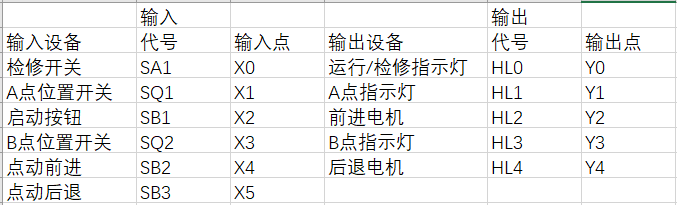 输入 输出
输入设备 代号 输入点 输出设备 代号 输出点
检修开关 SA1 X0 运行/检修指示灯 HL0 Y0
A点位置开关 SQ1 X1 A点指示灯 HL1 Y1
启动按钮 SB1 X2 前进电机 HL2 Y2
B点位置开关 SQ2 X3 B点指示灯 HL3 Y3
点动前进 SB2 X4 后退电机 HL4 Y4
点动后退 SB3 X5